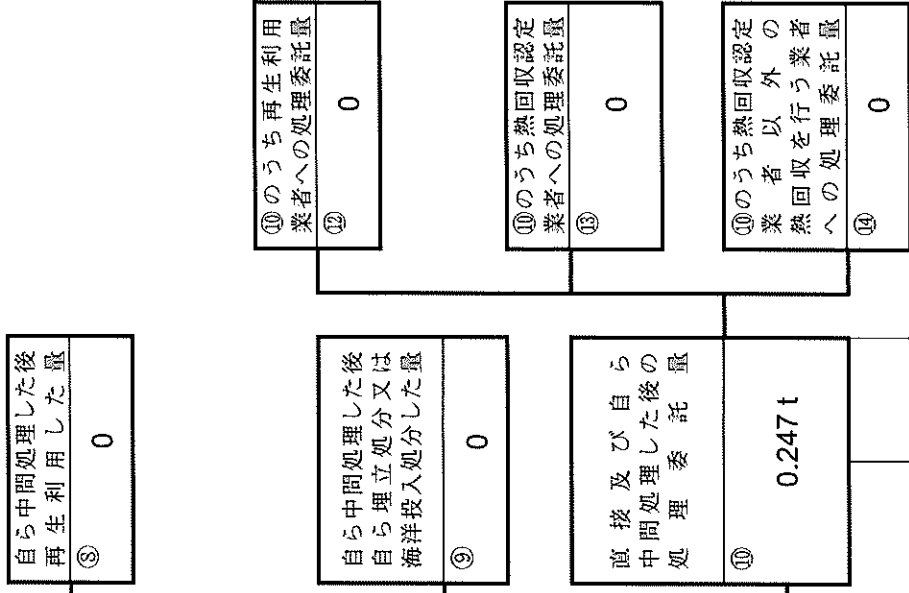 自ら中間処理した後
再生利用した量
⑧
0
自ら中間処理した後
自ら埋立処分又は
海洋投入処分した量
⑨
0
直接及び自ら
中間処理した後の
処理委託量
⑩
0.247 t
⑩のうち再生利用
業者への処理委託量
⑫
0
⑩のうち熱回収認定
業者への処理委託量
⑬
0
⑩のうち熱回収認定
業者以外の
熱回収を行う業者
への処理委託量
⑭
0